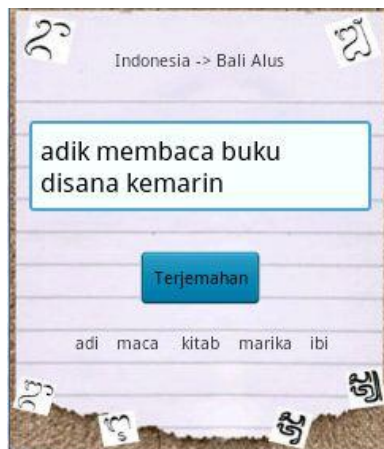 Indonesia -> Bali Alus
adik membaca buku
disana kemarin
Terjemahan
adi maca kitab marika ibi